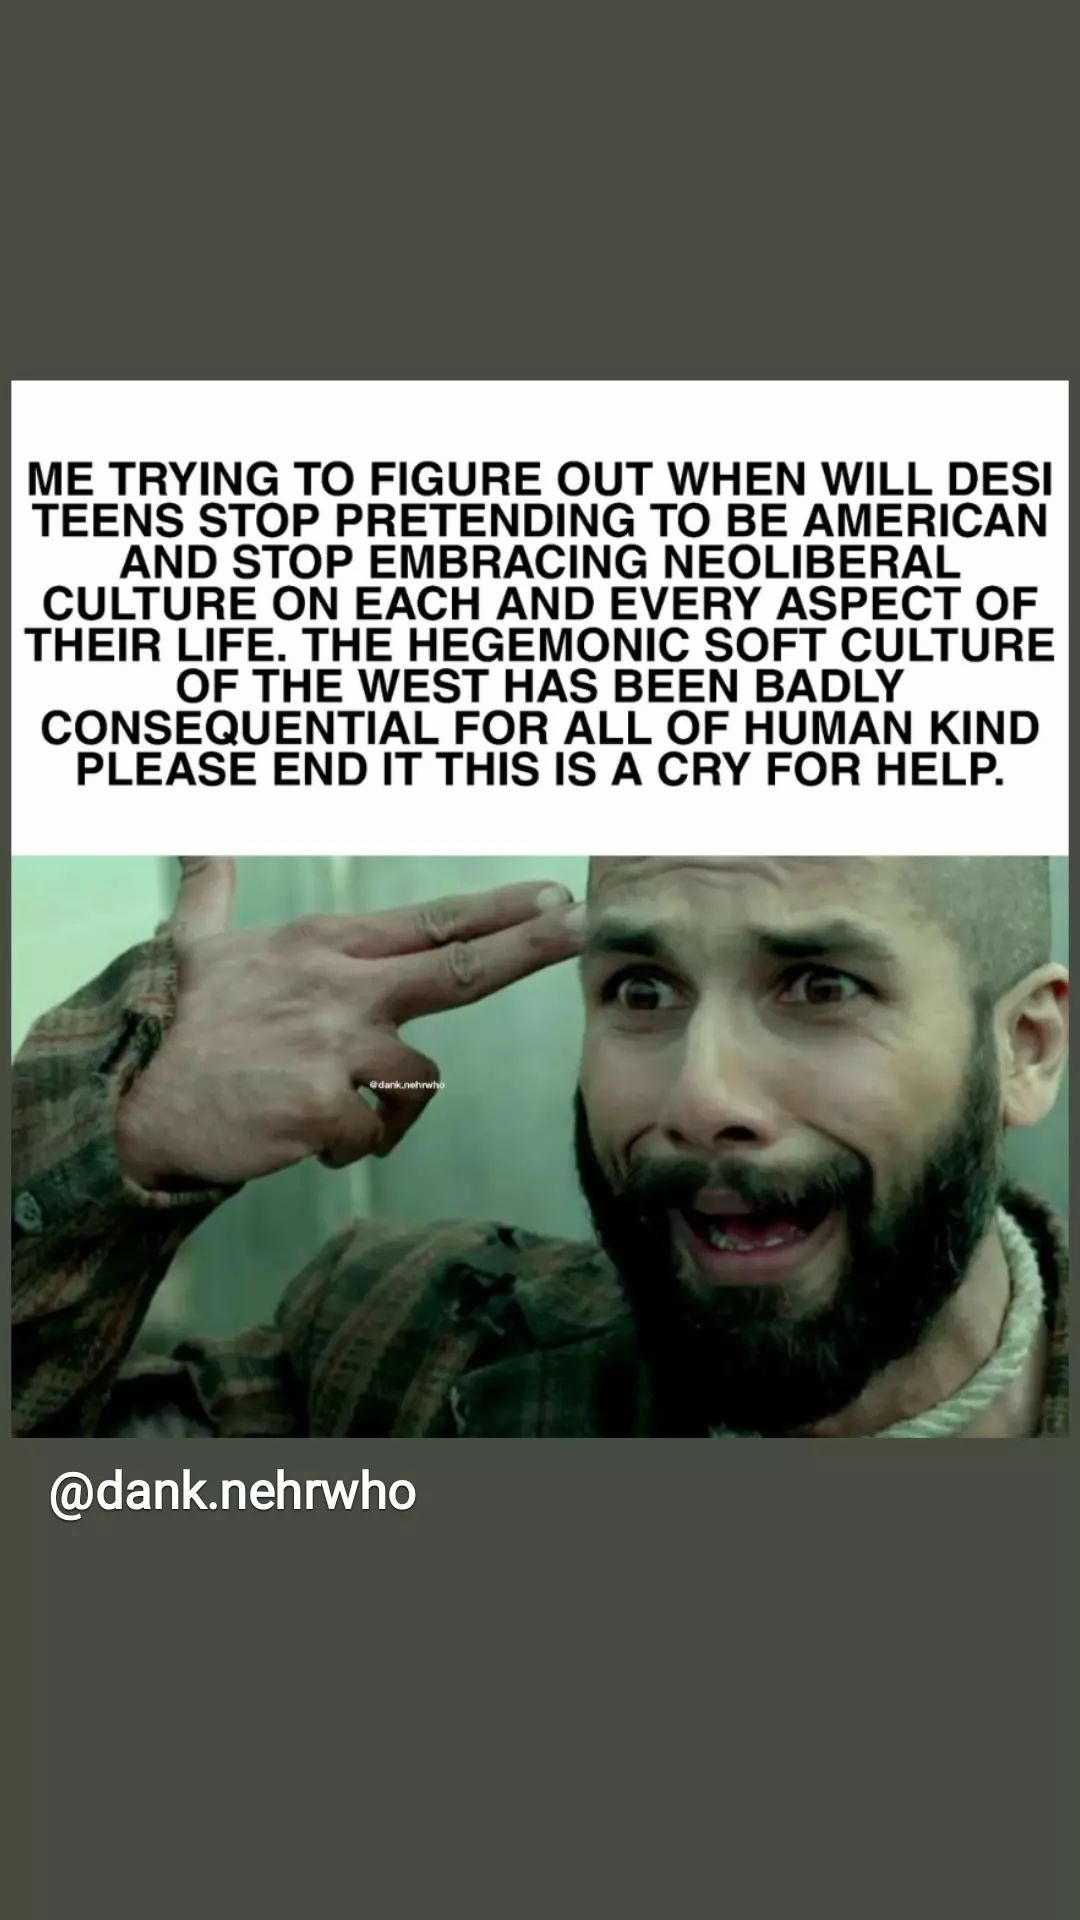 ME TRYING TO FIGURE OUT WHEN WILL DESI
TEENS STOP PRETENDING TO BE AMERICAN
AND STOP EMBRACING NEOLIBERAL
CULTURE ON EACH AND EVERY ASPECT OF
THEIR LIFE. THE HEGEMONIC SOFT CULTURE
OF THE WEST HAS BEEN BADLY
CONSEQUENTIAL FOR ALL OF HUMAN KIND
PLEASE END IT THIS IS A CRY FOR HELP.
@dank.nehrwho
@dank.nehrwho